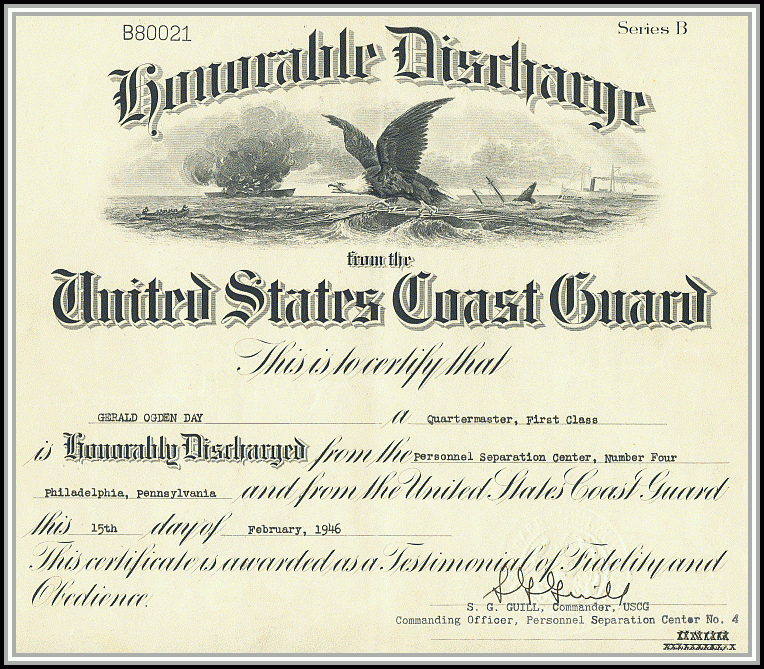 B80021
Series B
Honorable Discharge
from the
United States Coast Guard
This is to certify that
GERALD OGDEN DAY a Quartermaster, First Class
is Honorably Discharged from the Personnel Separation Center, Number Four
Philadelphia, Pennsylvania and from the United States Coast Guard
this 15th day of February, 1946
This certificate is awarded as a Testimonial of Fidelity and
Obedience.
S. G. Guill
S. G. GUILL, Commander, USCG
Commanding Officer, Personnel Separation Center No. 4